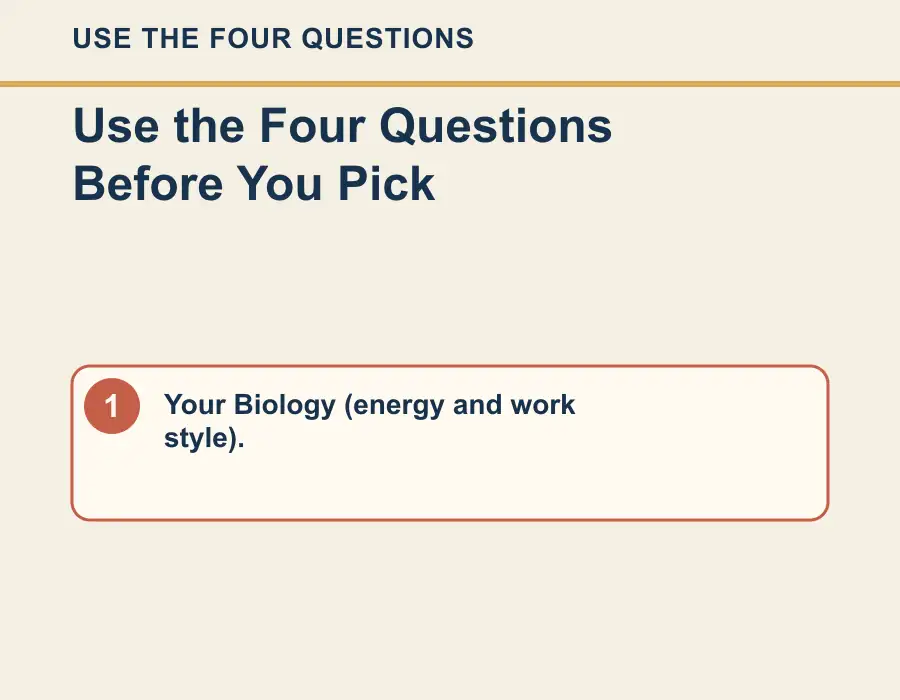 USE THE FOUR QUESTIONS
Use the Four Questions
Before You Pick
1
Your Biology (energy and work
style).